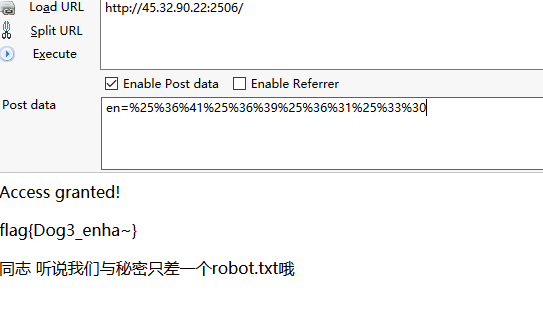 Load URL
http://45.32.90.22:2506/
Split URL
Execute
Enable Post data Enable Referrer
Post data
en=%25%36%41%25%36%39%25%36%31%25%33%30
Access granted!
flag{Dog3_enha~}
同志 听说我们与秘密只差一个robot.txt哦